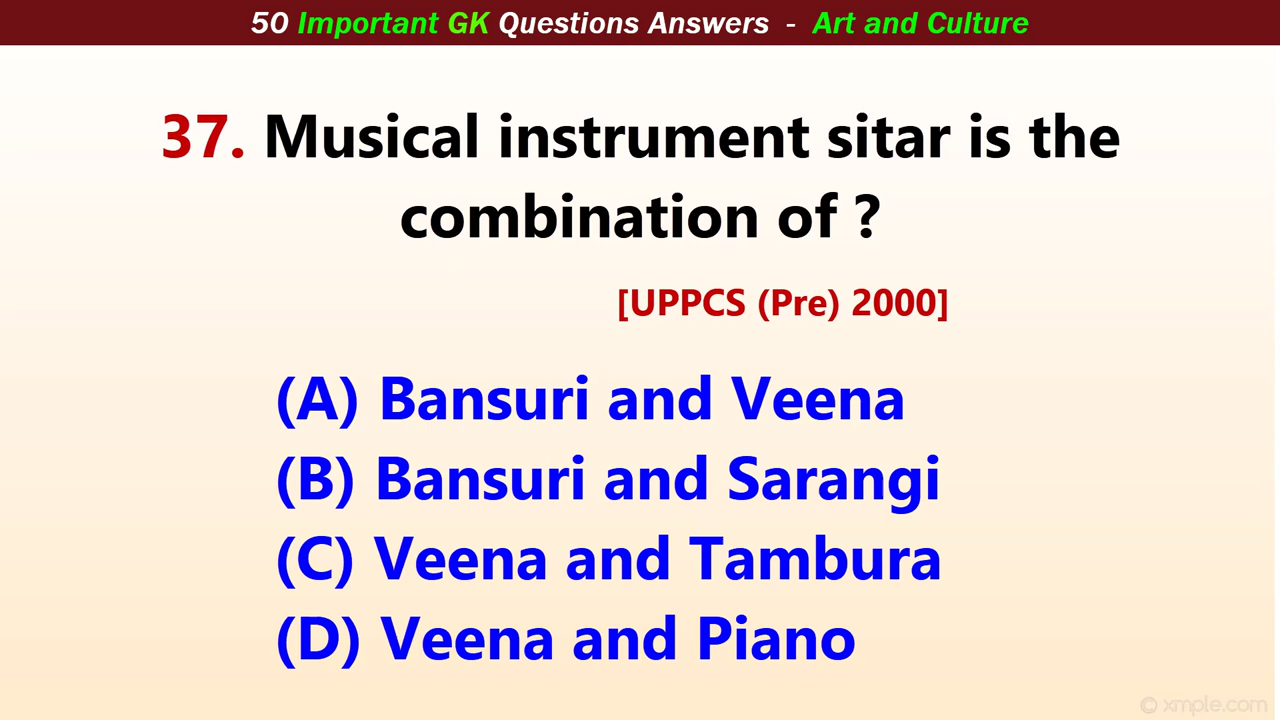 50 Important GK Questions Answers - Art and Culture
37. Musical instrument sitar is the
combination of ?
[UPPCS (Pre) 2000]
(A) Bansuri and Veena
(B) Bansuri and Sarangi
(C) Veena and Tambura
(D) Veena and Piano
© xmple.com